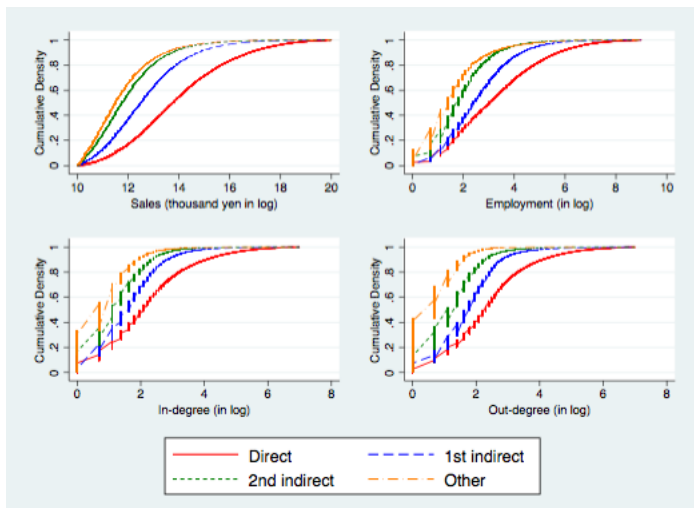 Cumulative Density
0 .2 .4 .6 .8 1
10 12 14 16 18 20
Sales (thousand yen in log)
Cumulative Density
0 .2 .4 .6 .8 1
0 2 4 6 8 10
Employment (in log)
Cumulative Density
0 .2 .4 .6 .8 1
0 2 4 6 8
In-degree (in log)
Cumulative Density
0 .2 .4 .6 .8 1
0 2 4 6 8
Out-degree (in log)
Direct 1st indirect
2nd indirect Other